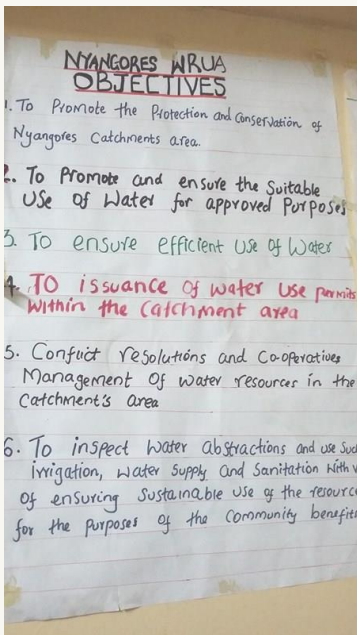 NYANGORES WRUA
OBJECTIVES
1. To Promote the Protection and Conservation of
Nyangores Catchments area.
2. To Promote and ensure the Suitable
Use of Water for approved Purposes
3. To ensure efficient Use of Water
4. TO issuance of water use permits
Within the Catchment area
5. Confuct resolutions and Co-operatives
Management Of water resources in the
Catchment's area
6. To inspect Water abstractions and use Such
irrigation, water Supply and Sanitation With
of ensuring Sustainable use of the resource
for the purposes of the Community benefits